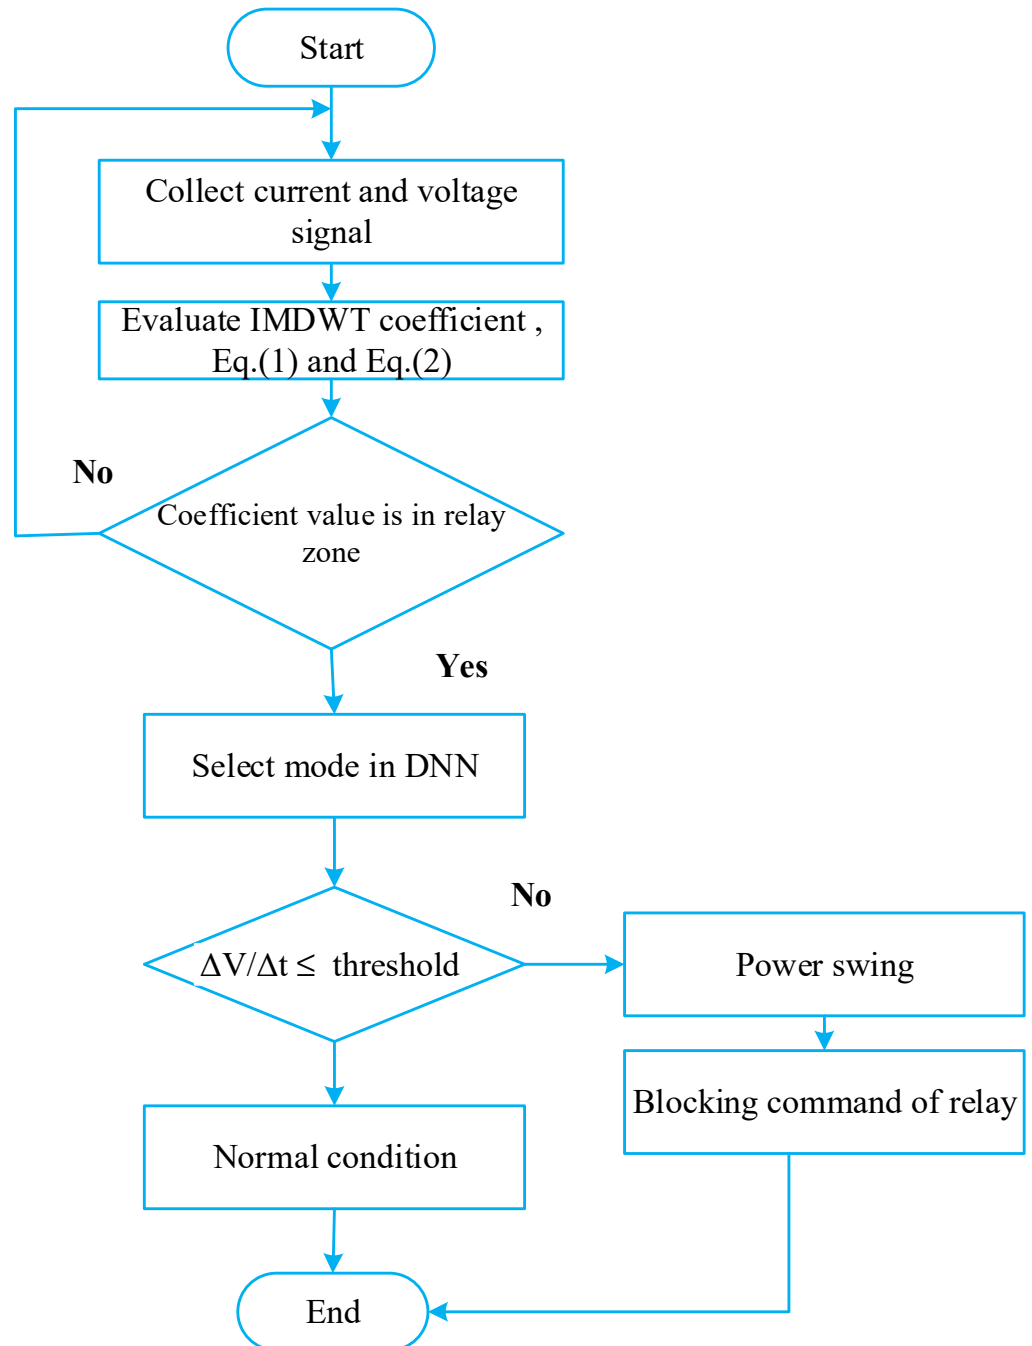 Start
Collect current and voltage
signal
Evaluate IMDWT coefficient ,
Eq.(1) and Eq.(2)
No
Coefficient value is in relay
zone
Yes
Select mode in DNN
No
ΔV/Δt ≤ threshold
Power swing
Blocking command of relay
Normal condition
End